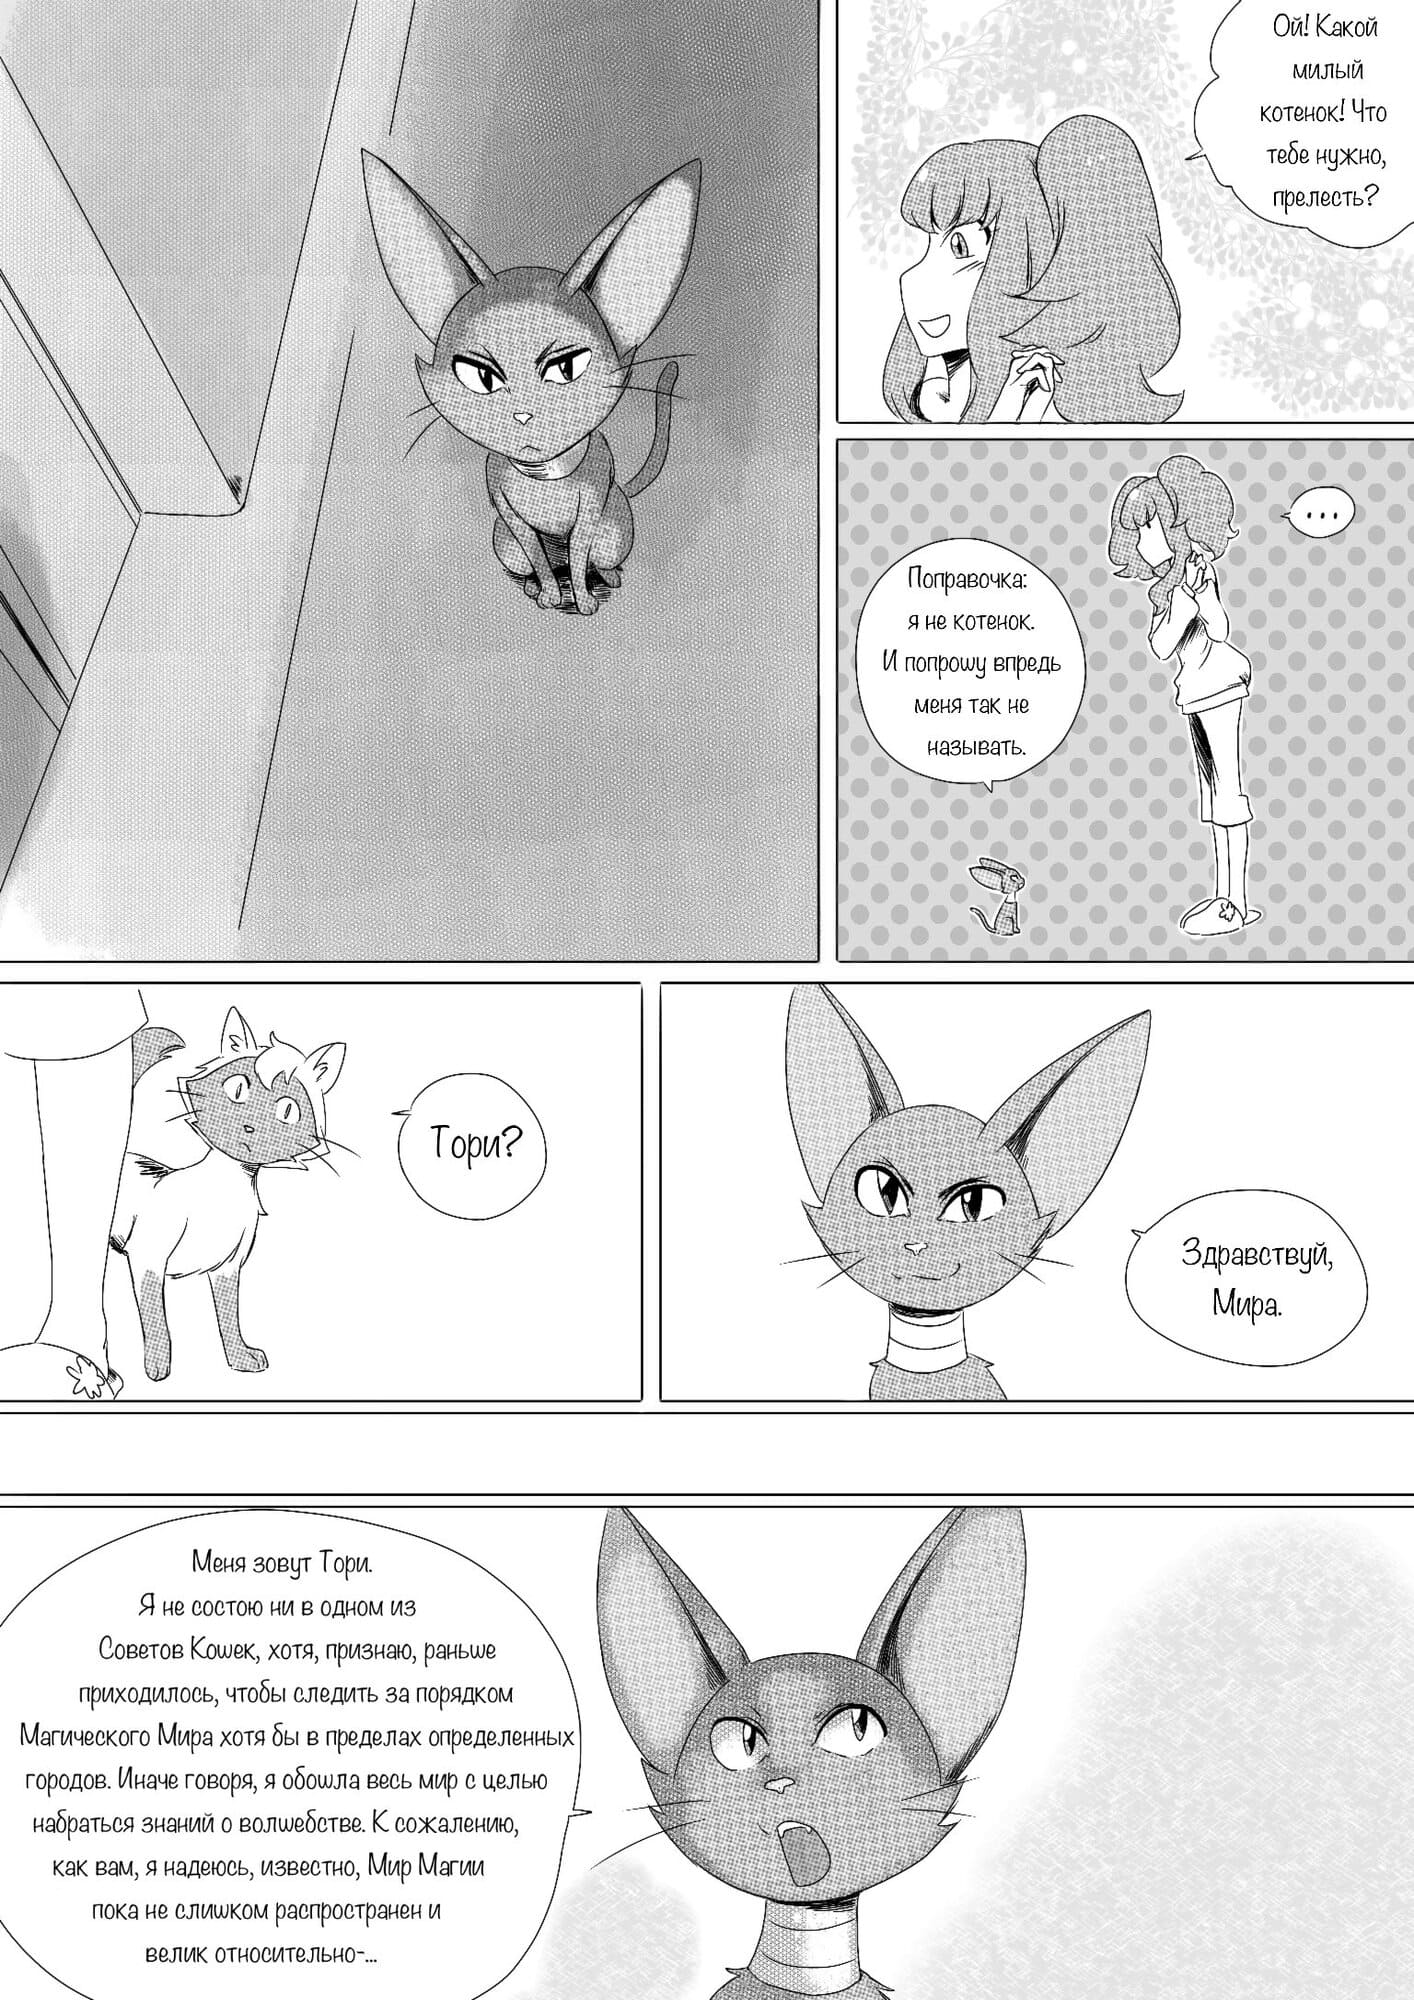 Ой! Какой
милый
котенок! Что
тебе нужно,
прелесть?
...
Поправочка:
я не котенок.
И попрошу впредь
меня так не
называть.
Тори?
Здравствуй,
Мира.
Меня зовут Тори.
Я не состою ни в одном из
Советов Кошек, хотя, признаю, раньше
приходилось, чтобы следить за порядком
Магического Мира хотя бы в пределах определенных
городов. Иначе говоря, я обошла весь мир с целью
набраться знаний о волшебстве. К сожалению,
как вам, я надеюсь, известно, Мир Магии
пока не слишком распространен и
велик относительно-...